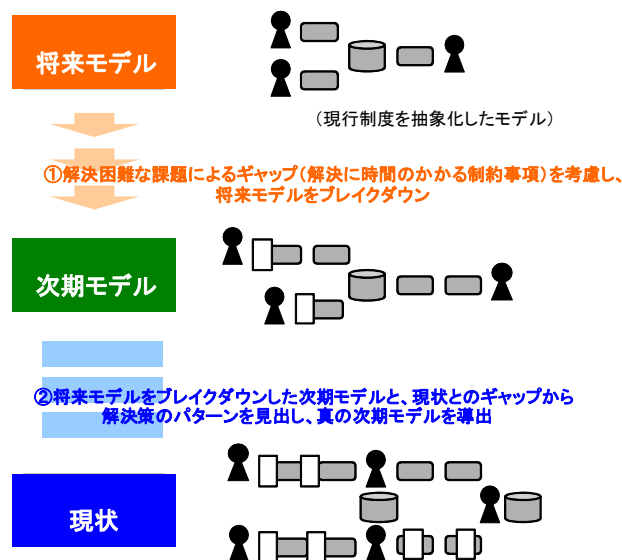 将来モデル
（現行制度を抽象化したモデル）
①解決困難な課題によるギャップ（解決に時間のかかる制約事項）を考慮し、
将来モデルをブレイクダウン
次期モデル
②将来モデルをブレイクダウンした次期モデルと、現状とのギャップから
解決策のパターンを見出し、真の次期モデルを導出
現状